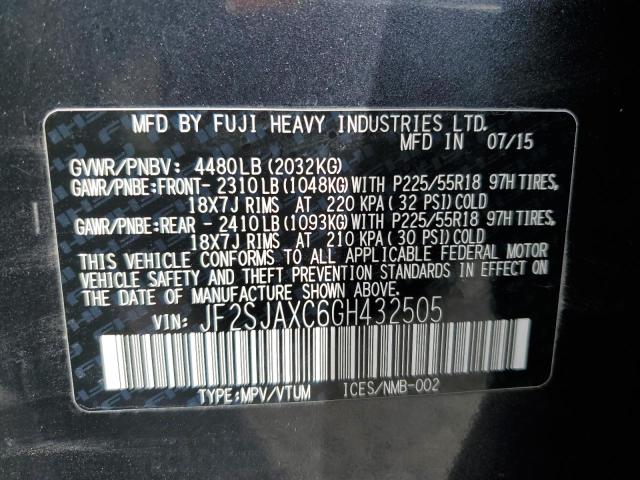 MFD BY FUJI HEAVY INDUSTRIES LTD.
MFD IN 07/15
GVWR/PNBV: 4480LB (2032KG)
GAWR/PNBE:FRONT-2310LB(1048KG)WITH P225/55R18 97H TIRES,
18X7J RIMS AT 220 KPA (32 PSI)COLD
GAWR/PNBE:REAR -2410LB(1093KG)WITH P225/55R18 97H TIRES,
18X7J RIMS AT 210 KPA (30 PSI)COLD
THIS VEHICLE CONFORMS TO ALL APPLICABLE FEDERAL MOTOR
VEHICLE SAFETY AND THEFT PREVENTION STANDARDS IN EFFECT ON
THE DATE OF MANUFACTURE SHOWN ABOVE.
VIN: JF2SJAXC6GH432505
TYPE:MPV/VTUM ICES/NMB-002